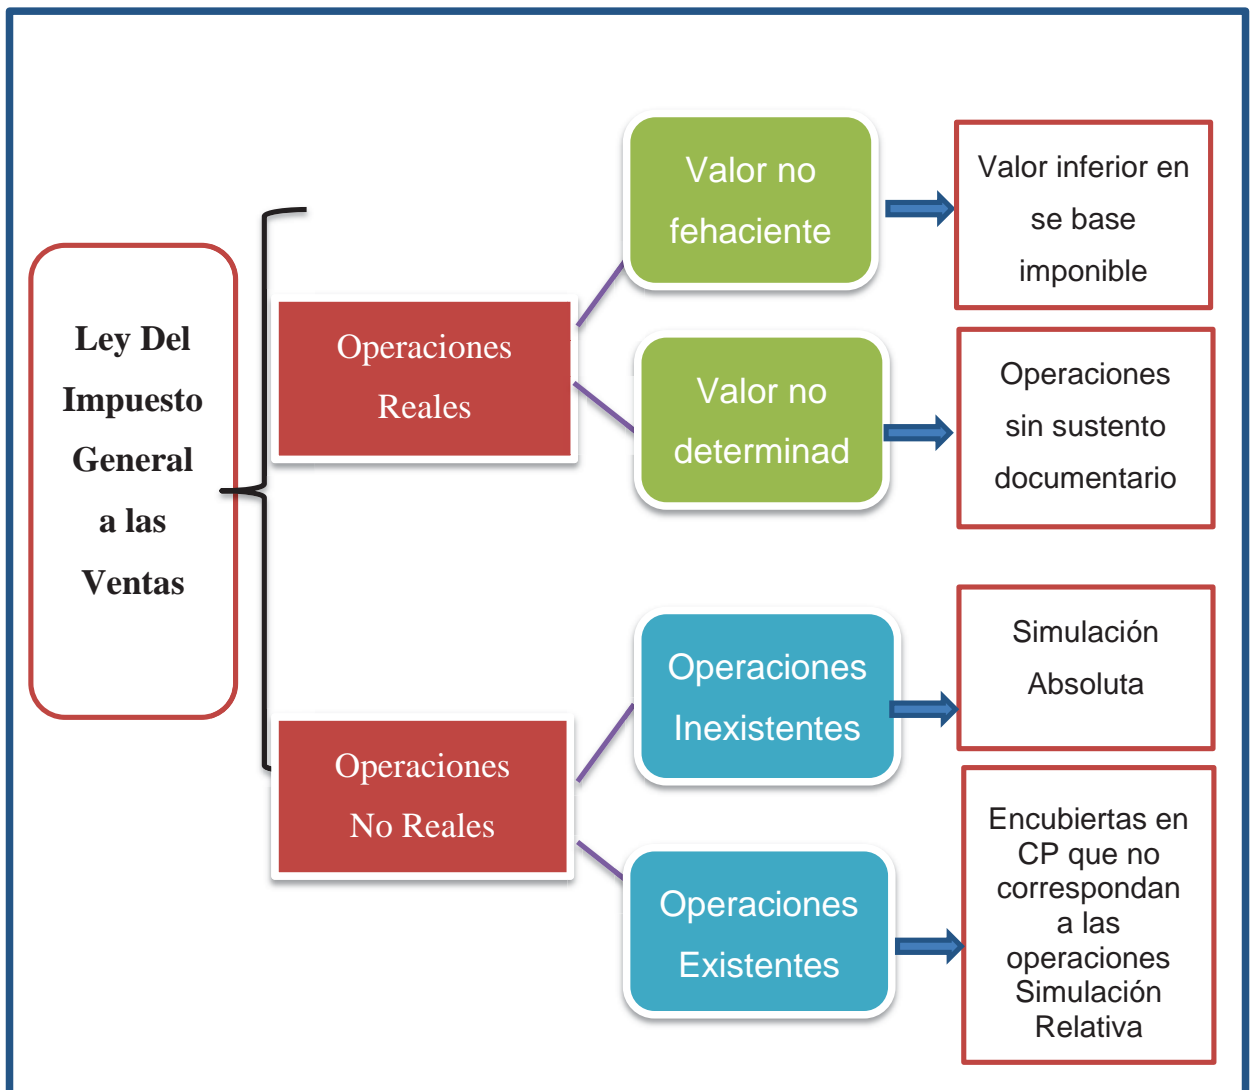 Ley Del
Impuesto
General
a las
Ventas
Operaciones
Reales
Valor no
fehaciente
Valor inferior en
se base
imponible
Valor no
determinad
Operaciones
sin sustento
documentario
Operaciones
No Reales
Operaciones
Inexistentes
Simulación
Absoluta
Operaciones
Existentes
Encubiertas en
CP que no
correspondan
a las
operaciones
Simulación
Relativa